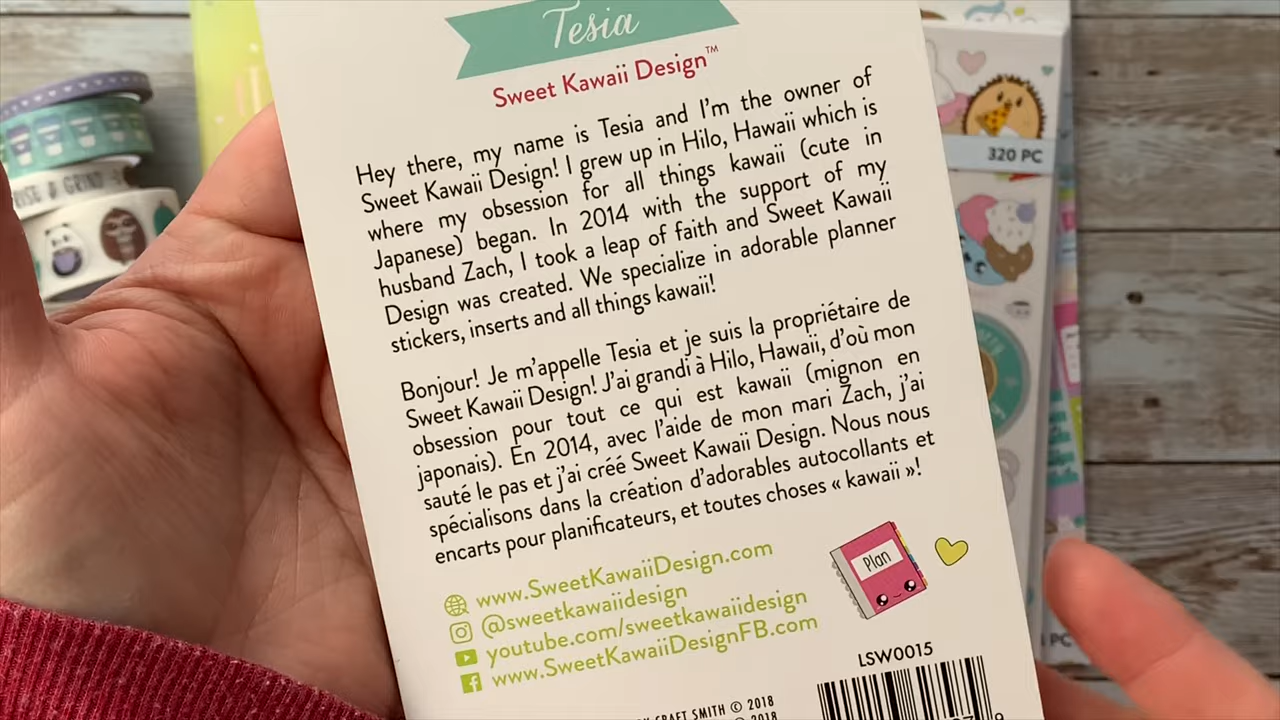 Tesia
Sweet Kawaii Design™
Hey there, my name is Tesia and I'm the owner of
Sweet Kawaii Design! I grew up in Hilo, Hawaii which is
where my obsession for all things kawaii (cute in
Japanese) began. In 2014 with the support of my
husband Zach, I took a leap of faith and Sweet Kawaii
Design was created. We specialize in adorable planner
stickers, inserts and all things kawaii!
Bonjour! Je m'appelle Tesia et je suis la propriétaire de
Sweet Kawaii Design! J'ai grandi à Hilo, Hawaii, d'où mon
obsession pour tout ce qui est kawaii (mignon en
japonais). En 2014, avec l'aide de mon mari Zach, j'ai
sauté le pas et j'ai créé Sweet Kawaii Design. Nous nous
spécialisons dans la création d'adorables autocollants et
encarts pour planificateurs, et toutes choses « kawaii »!
www.SweetKawaiiDesign.com
@sweetkawaiidesign
youtube.com/sweetkawaiidesign
www.SweetKawaiiDesignFB.com
Plan
LSW0015
CRAFT SMITH © 2018
© 2018
RISE & GRIND
320 PC
PC